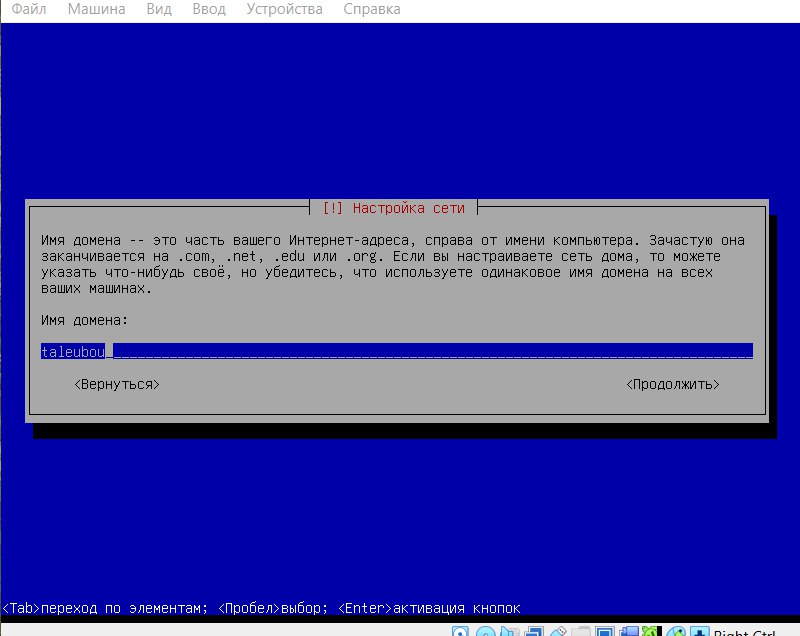 Файл Машина Вид Ввод Устройства Справка
[!] Настройка сети
Имя домена -- это часть вашего Интернет-адреса, справа от имени компьютера. Зачастую она
заканчивается на .com, .net, .edu или .org. Если вы настраиваете сеть дома, то можете
указать что-нибудь своё, но убедитесь, что используете одинаковое имя домена на всех
ваших машинах.
Имя домена:
taleubou
<Вернуться> <Продолжить>
<Tab>переход по элементам; <Пробел>выбор; <Enter>активация кнопок
Right Ctrl